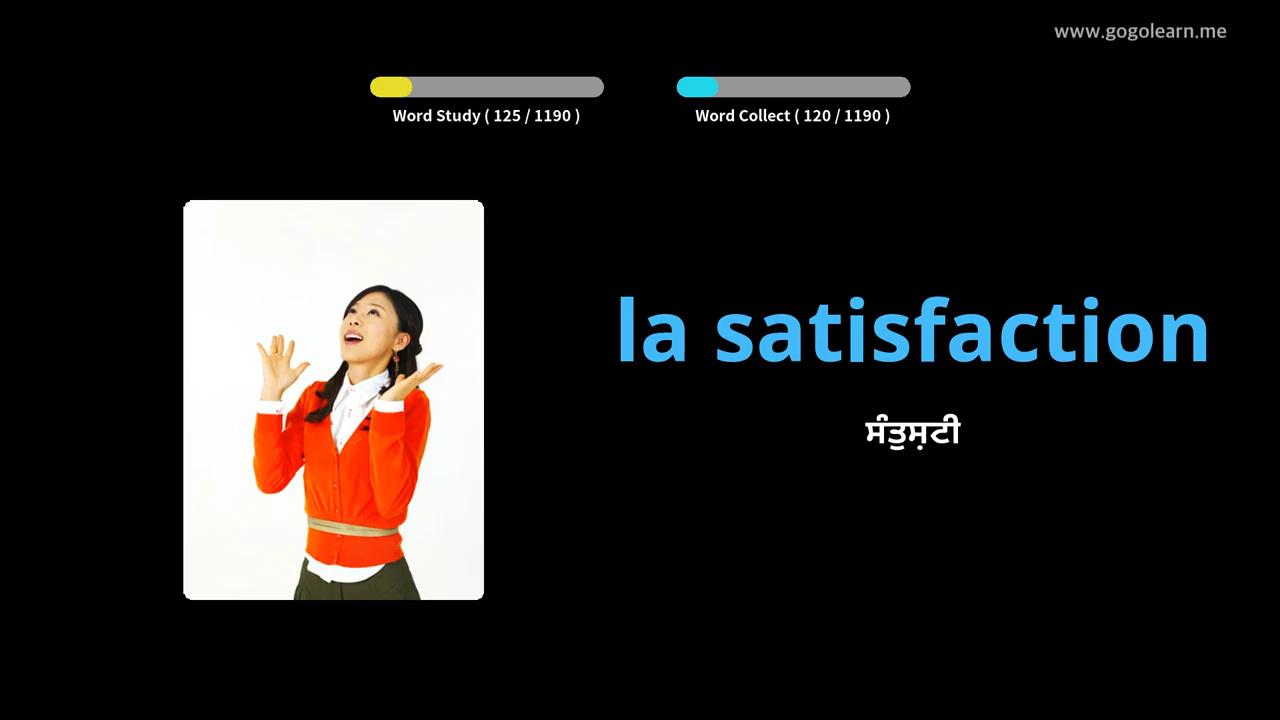 www.gogolearn.me
Word Study ( 125 / 1190 )
Word Collect ( 120 / 1190 )
la satisfaction
ਸੰਤੁਸ਼ਟੀ